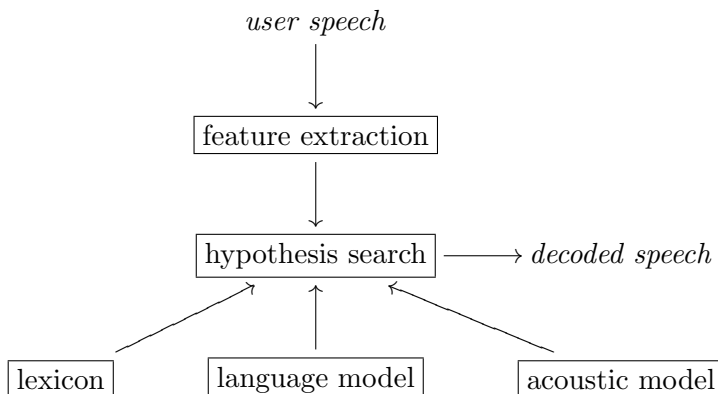 user speech
feature extraction
hypothesis search
decoded speech
lexicon
language model
acoustic model